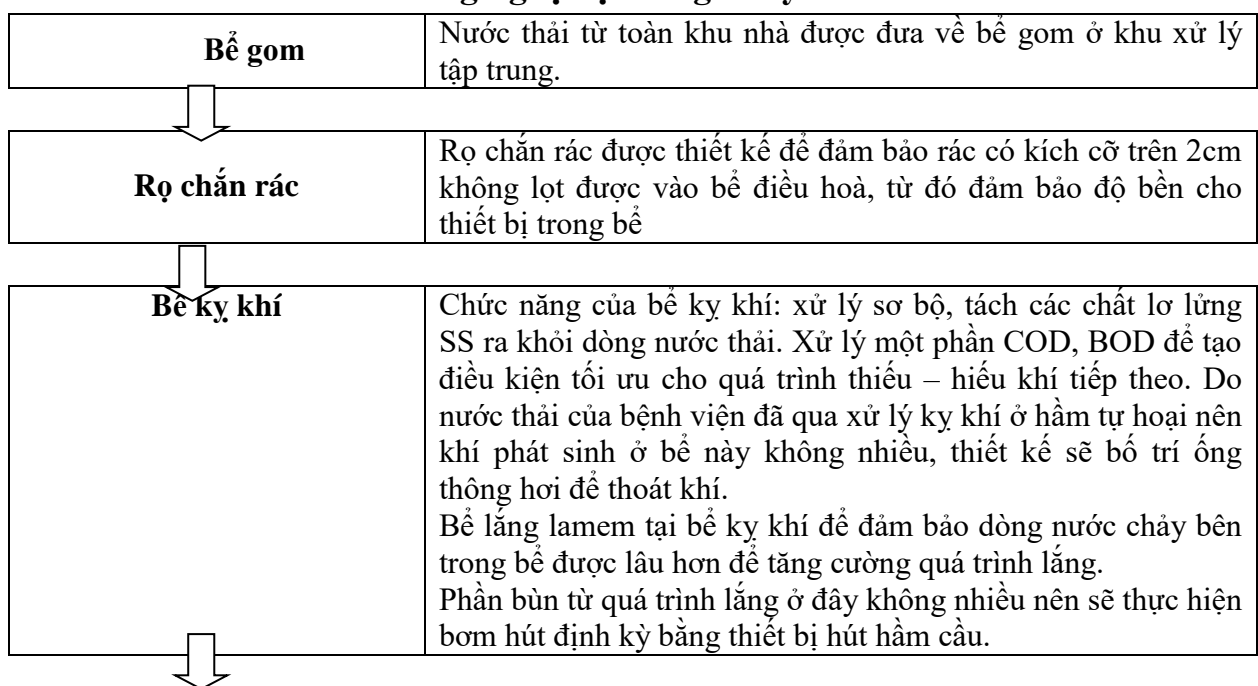 Bể gom
Nước thải từ toàn khu nhà được đưa về bể gom ở khu xử lý
tập trung.
Rọ chắn rác
Rọ chắn rác được thiết kế để đảm bảo rác có kích cỡ trên 2cm
không lọt được vào bể điều hoà, từ đó đảm bảo độ bền cho
thiết bị trong bể
Bể kỵ khí
Chức năng của bể kỵ khí: xử lý sơ bộ, tách các chất lơ lửng
SS ra khỏi dòng nước thải. Xử lý một phần COD, BOD để tạo
điều kiện tối ưu cho quá trình thiếu – hiếu khí tiếp theo. Do
nước thải của bệnh viện đã qua xử lý kỵ khí ở hầm tự hoại nên
khí phát sinh ở bể này không nhiều, thiết kế sẽ bố trí ống
thông hơi để thoát khí.
Bể lắng lamem tại bể kỵ khí để đảm bảo dòng nước chảy bên
trong bể được lâu hơn để tăng cường quá trình lắng.
Phần bùn từ quá trình lắng ở đây không nhiều nên sẽ thực hiện
bơm hút định kỳ bằng thiết bị hút hầm cầu.